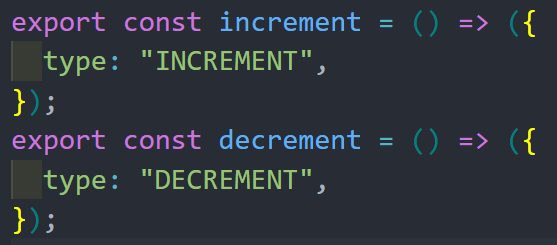 export const increment = () => ({
  type: "INCREMENT",
});
export const decrement = () => ({
  type: "DECREMENT",
});